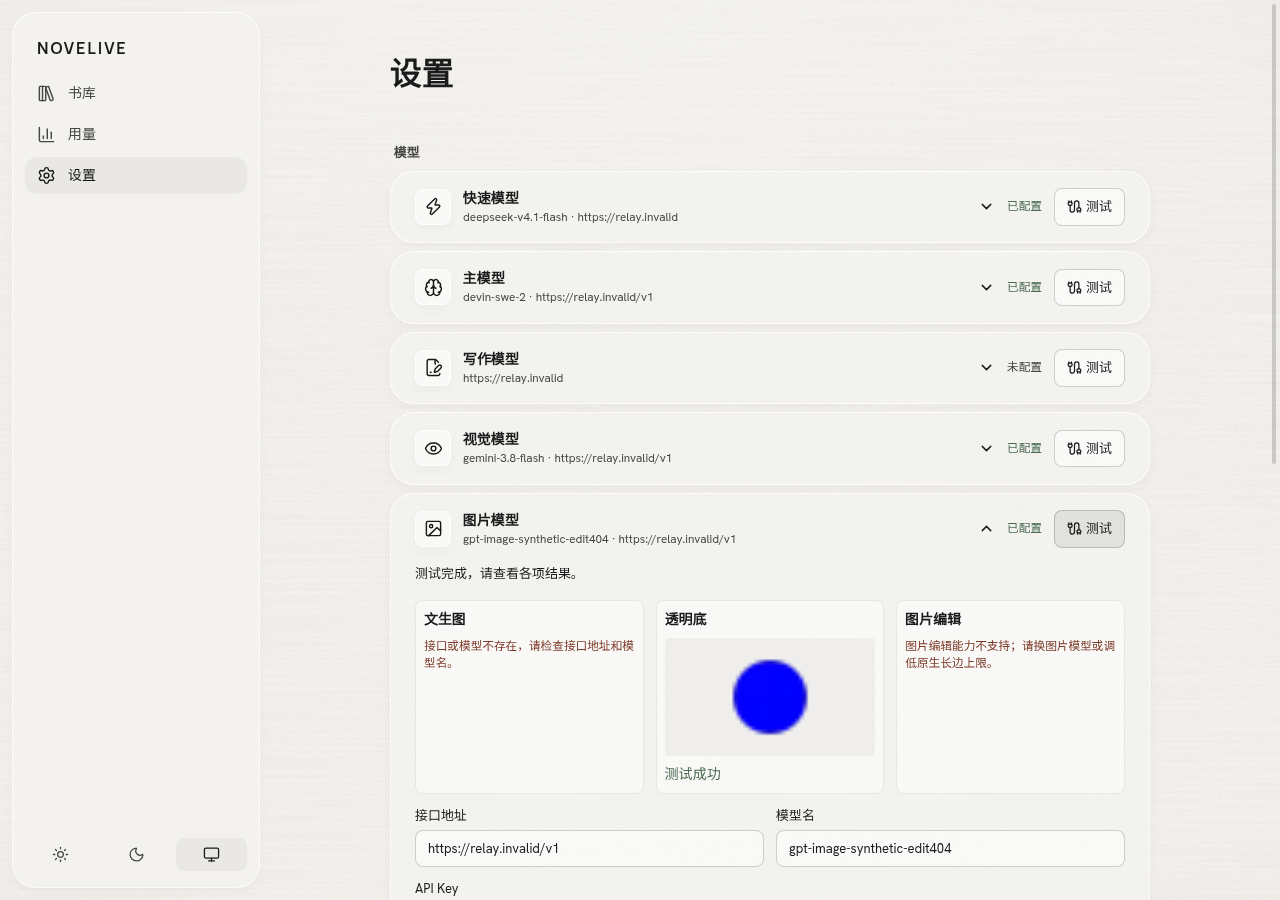 NOVELIVE
书库
用量
设置
设置
模型
快速模型
deepseek-v4.1-flash · https://relay.invalid
已配置
测试
主模型
devin-swe-2 · https://relay.invalid/v1
已配置
测试
写作模型
https://relay.invalid
未配置
测试
视觉模型
gemini-3.8-flash · https://relay.invalid/v1
已配置
测试
图片模型
gpt-image-synthetic-edit404 · https://relay.invalid/v1
已配置
测试
测试完成，请查看各项结果。
文生图
接口或模型不存在，请检查接口地址和模
型名。
透明底
测试成功
图片编辑
图片编辑能力不支持；请换图片模型或调
低原生长边上限。
接口地址
https://relay.invalid/v1
模型名
gpt-image-synthetic-edit404
API Key